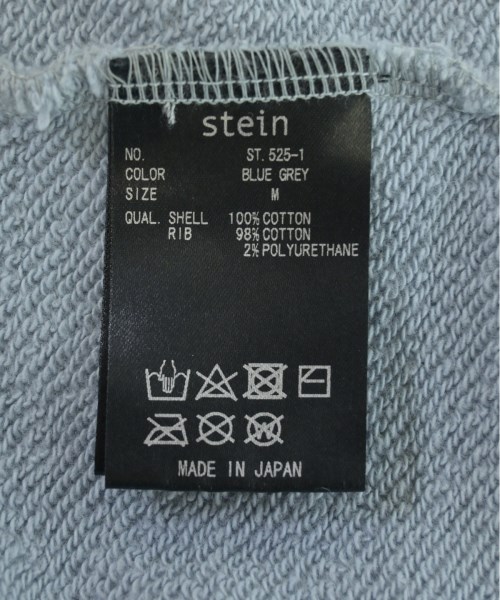 stein
NO. ST.525-1
COLOR BLUE GREY
SIZE M
QUAL. SHELL 100%COTTON
RIB 98%COTTON
2%POLYURETHANE
W
MADE IN JAPAN